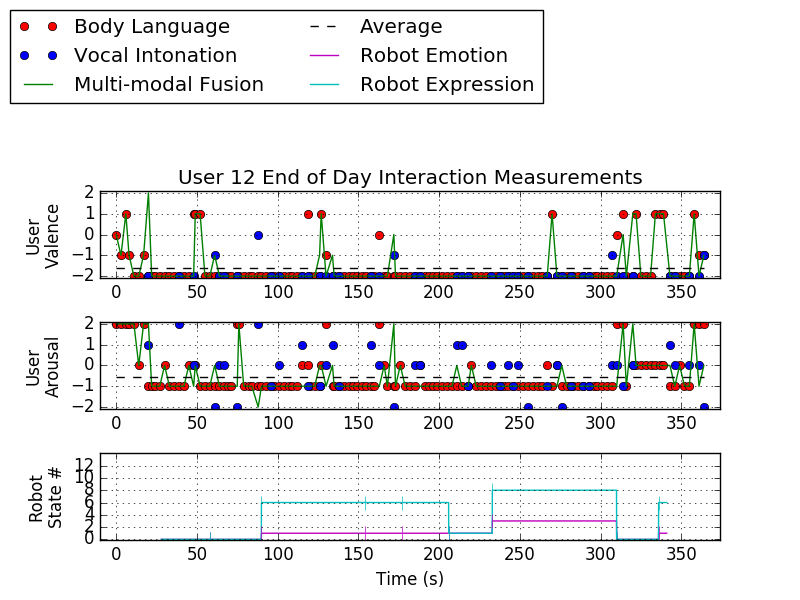 Body Language
Average
Vocal Intonation
Robot Emotion
Multi-modal Fusion
Robot Expression
User 12 End of Day Interaction Measurements
User
Valence
2
1
0
−1
−2
0 50 100 150 200 250 300 350
User
Arousal
2
1
0
−1
−2
0 50 100 150 200 250 300 350
Robot
State #
12
10
8
6
4
2
0
0 50 100 150 200 250 300 350
Time (s)